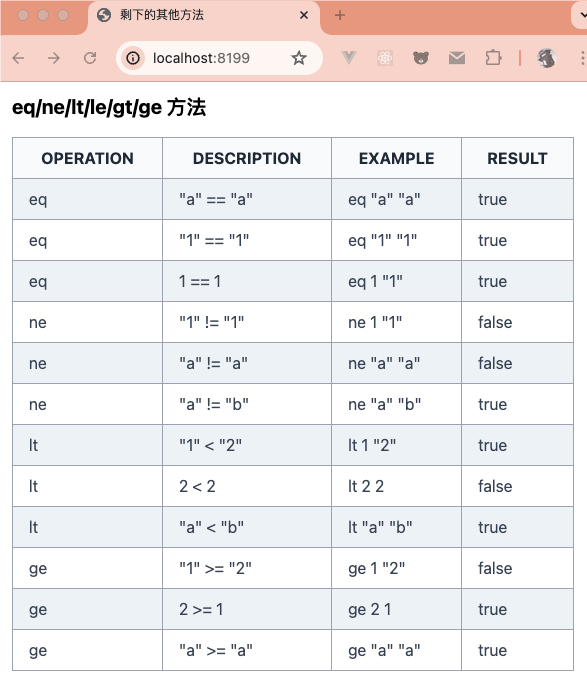 剩下的其他方法
localhost:8199
eq/ne/lt/le/gt/ge 方法
OPERATION DESCRIPTION EXAMPLE RESULT
eq "a" == "a" eq "a" "a" true
eq "1" == "1" eq "1" "1" true
eq 1 == 1 eq 1 "1" true
ne "1" != "1" ne 1 "1" false
ne "a" != "a" ne "a" "a" false
ne "a" != "b" ne "a" "b" true
lt "1" < "2" lt 1 "2" true
lt 2 < 2 lt 2 2 false
lt "a" < "b" lt "a" "b" true
ge "1" >= "2" ge 1 "2" false
ge 2 >= 1 ge 2 1 true
ge "a" >= "a" ge "a" "a" true